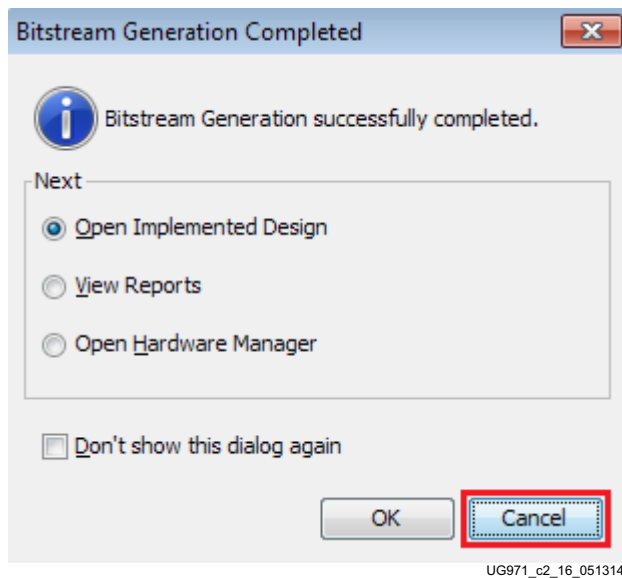 Bitstream Generation Completed
Bitstream Generation successfully completed.
Next
Open Implemented Design
View Reports
Open Hardware Manager
Don't show this dialog again
OK
Cancel
UG971_c2_16_051314